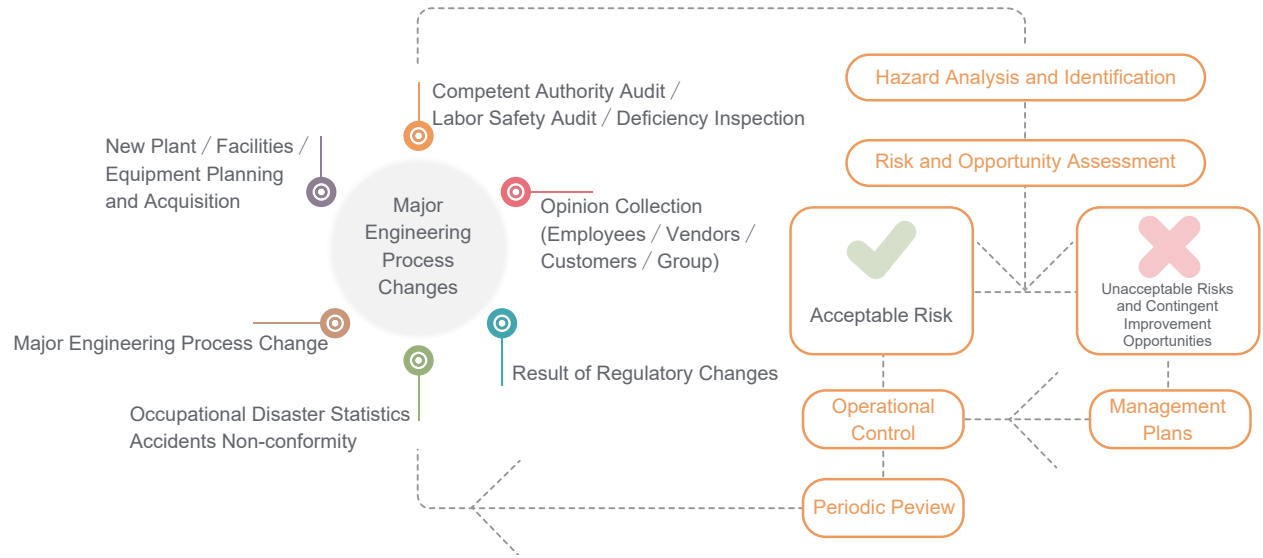 Competent Authority Audit /
Labor Safety Audit / Deficiency Inspection
New Plant / Facilities /
Equipment Planning
and Acquisition
Major
Engineering
Process
Changes
Opinion Collection
(Employees / Vendors /
Customers / Group)
Major Engineering Process Change
Result of Regulatory Changes
Occupational Disaster Statistics
Accidents Non-conformity
Hazard Analysis and Identification
Risk and Opportunity Assessment
Acceptable Risk
Unacceptable Risks
and Contingent
Improvement
Opportunities
Operational
Control
Management
Plans
Periodic Peview